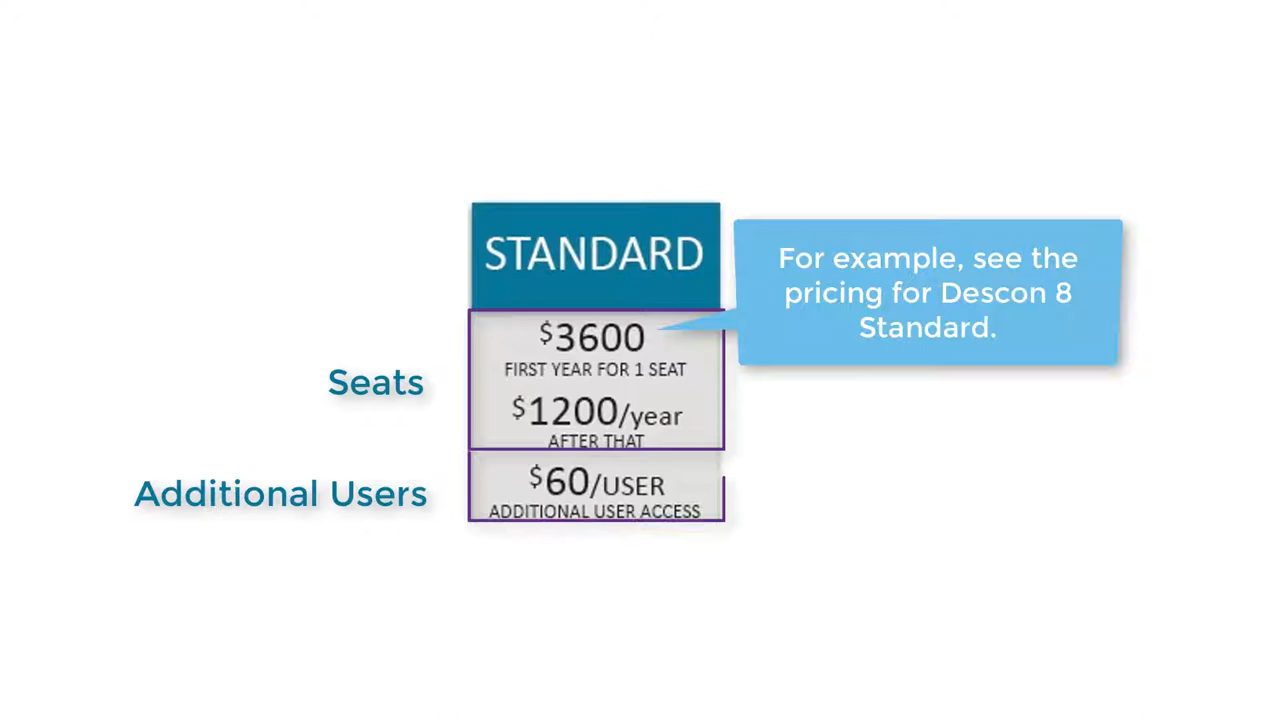 STANDARD
For example, see the
pricing for Descon 8
Standard.
$3600
FIRST YEAR FOR 1 SEAT
Seats
$1200/year
AFTER THAT
Additional Users
$60/USER
ADDITIONAL USER ACCESS